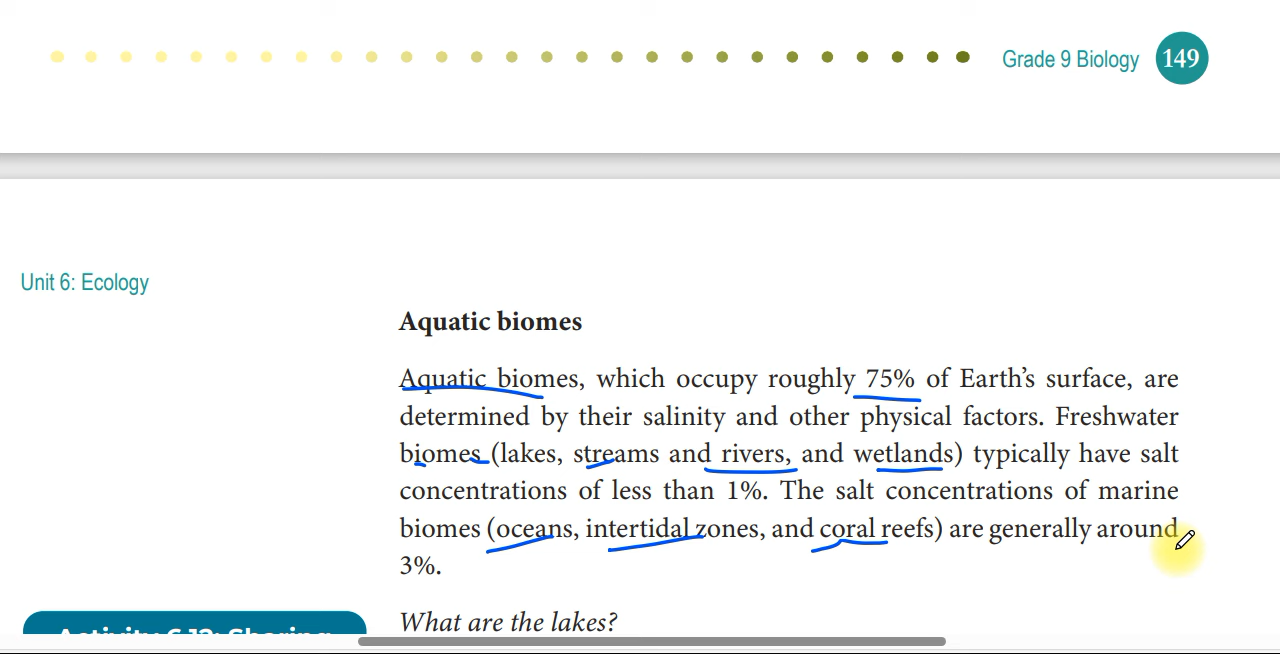 Grade 9 Biology 149
Unit 6: Ecology
Aquatic biomes
Aquatic biomes, which occupy roughly 75% of Earth’s surface, are
determined by their salinity and other physical factors. Freshwater
biomes (lakes, streams and rivers, and wetlands) typically have salt
concentrations of less than 1%. The salt concentrations of marine
biomes (oceans, intertidal zones, and coral reefs) are generally around
3%.
What are the lakes?